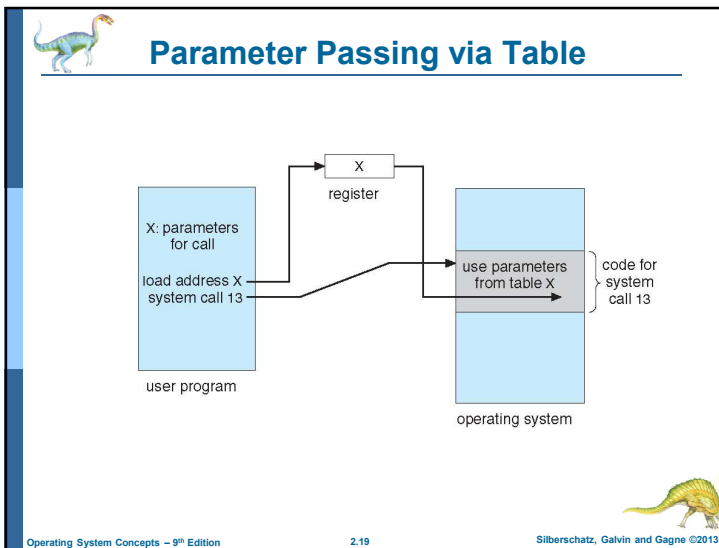 Parameter Passing via Table
X
register
X: parameters
for call
load address X
system call 13
user program
use parameters
from table X
code for
system
call 13
operating system
Operating System Concepts – 9th Edition
2.19
Silberschatz, Galvin and Gagne ©2013